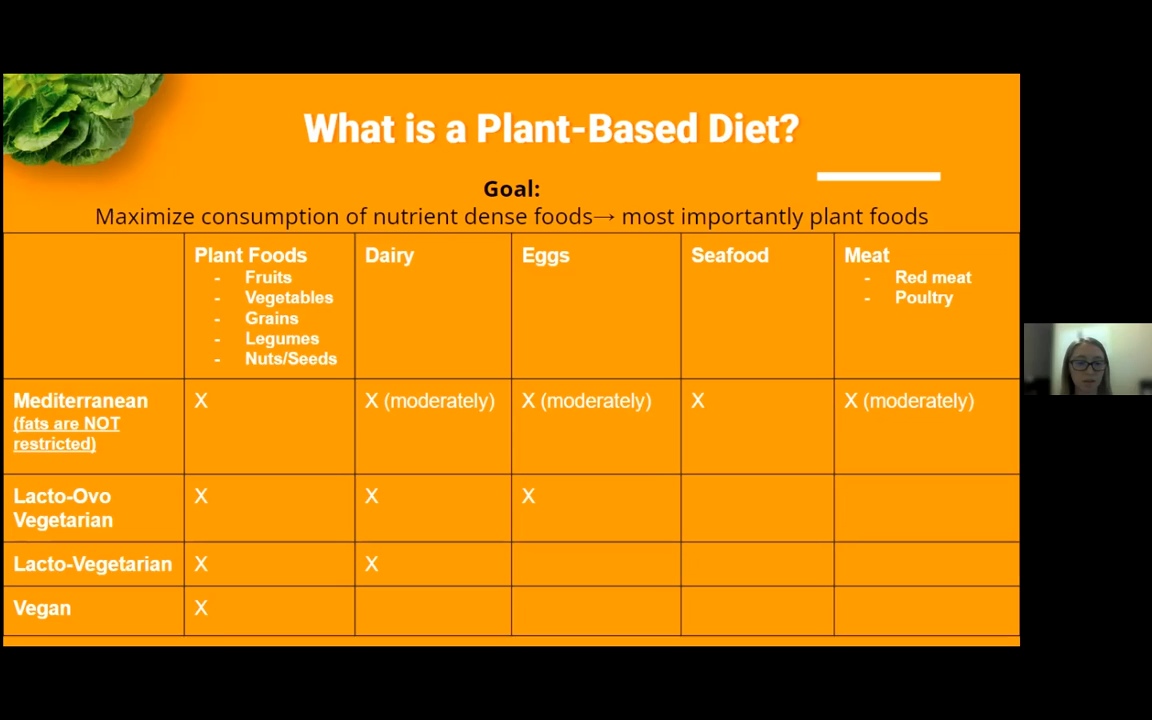 What is a Plant-Based Diet?
Goal:
Maximize consumption of nutrient dense foods→ most importantly plant foods
Plant Foods
- Fruits
- Vegetables
- Grains
- Legumes
- Nuts/Seeds
Dairy
Eggs
Seafood
Meat
- Red meat
- Poultry
Mediterranean
(fats are NOT
restricted)
X
X (moderately)
X (moderately)
X
X (moderately)
Lacto-Ovo
Vegetarian
X
X
X
Lacto-Vegetarian
X
X
Vegan
X